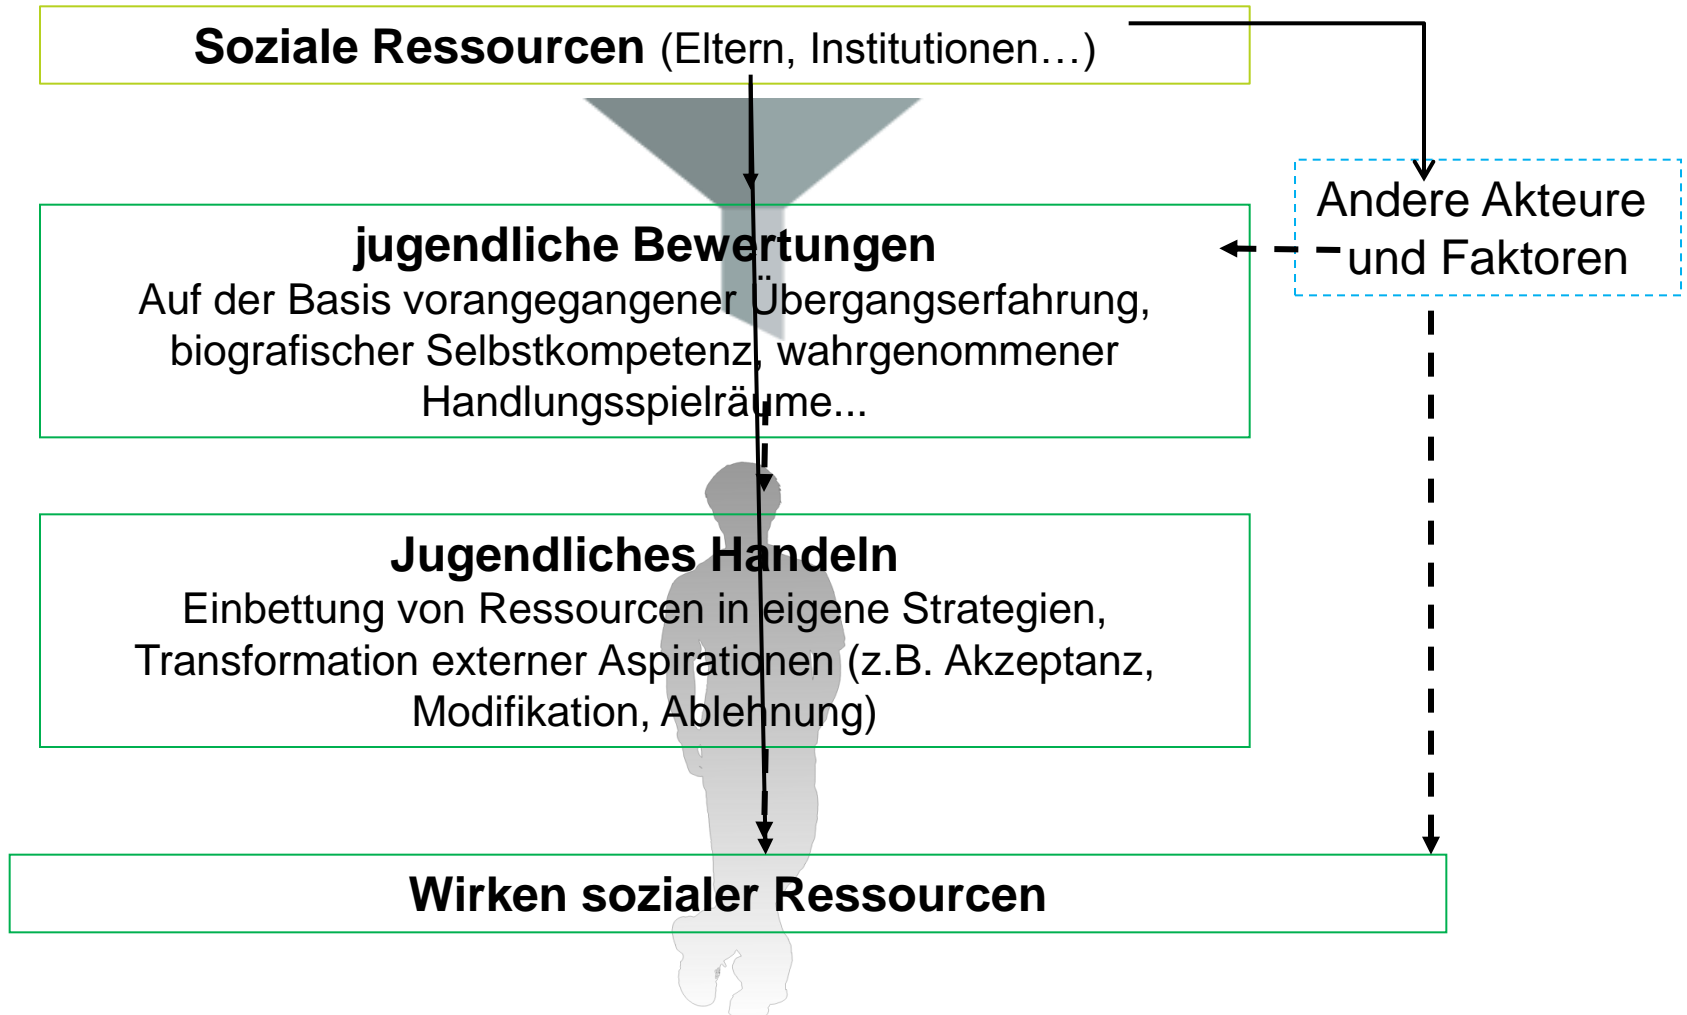 Soziale Ressourcen (Eltern, Institutionen…)
Andere Akteure
und Faktoren
jugendliche Bewertungen
Auf der Basis vorangegangener Übergangserfahrung,
biografischer Selbstkompetenz, wahrgenommener
Handlungsspielräume...
Jugendliches Handeln
Einbettung von Ressourcen in eigene Strategien,
Transformation externer Aspirationen (z.B. Akzeptanz,
Modifikation, Ablehnung)
Wirken sozialer Ressourcen